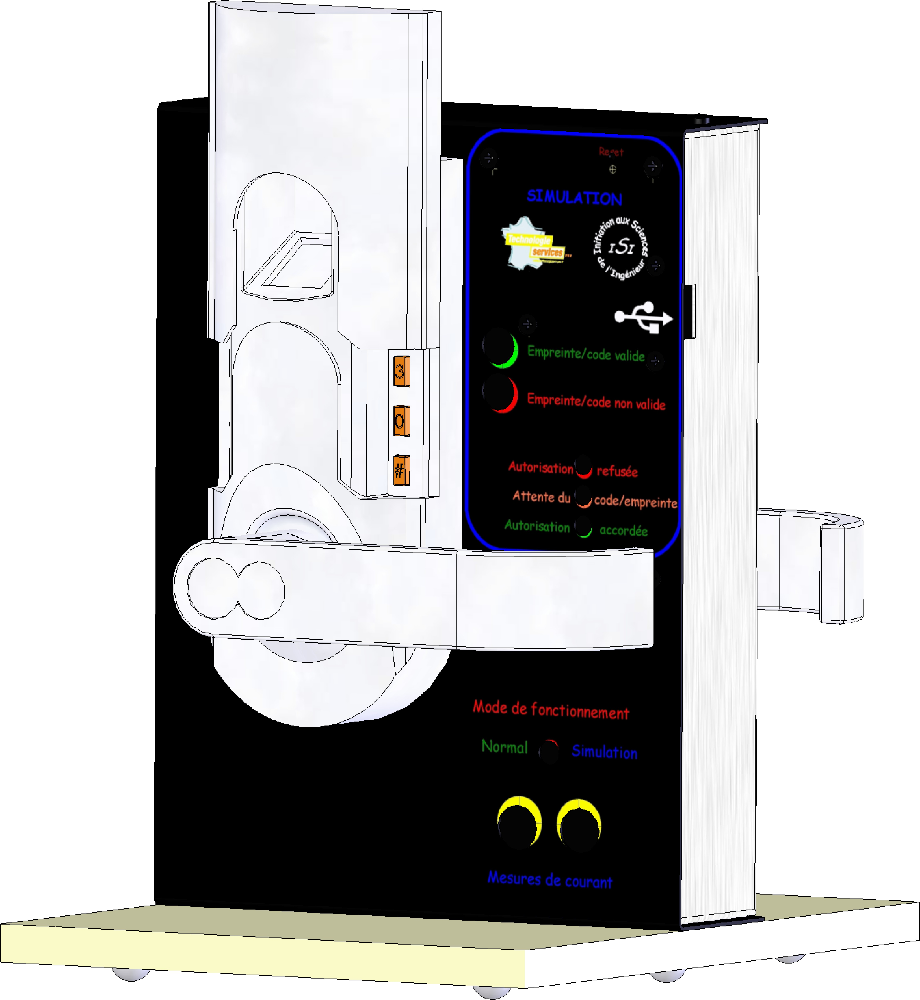 Reset
SIMULATION
Technologie
services
Initiation aux Sciences
de l'Ingénieur
ISI
3
0
#
Empreinte/code valide
Empreinte/code non valide
Autorisation refusée
Attente du code/empreinte
Autorisation accordée
Mode de fonctionnement
Normal Simulation
Mesures de courant